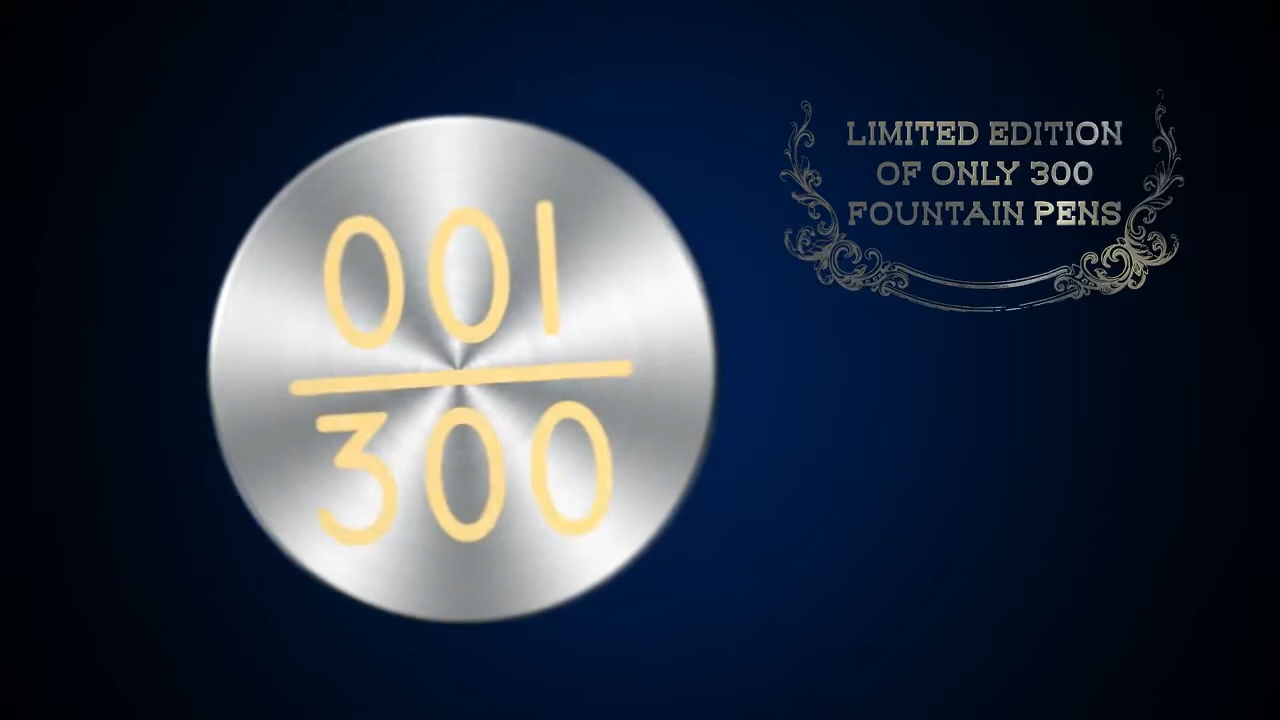 001
300
LIMITED EDITION
OF ONLY 300
FOUNTAIN PENS